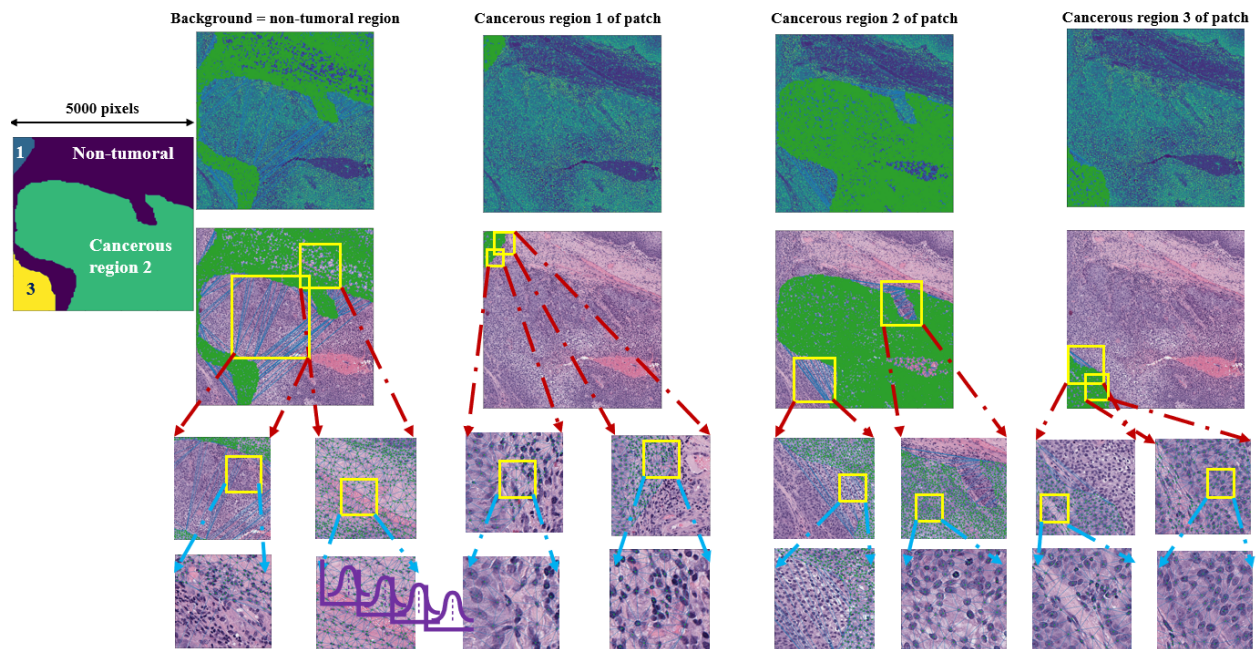 Background = non-tumoral region
Cancerous region 1 of patch
Cancerous region 2 of patch
Cancerous region 3 of patch
5000 pixels
1
Non-tumoral
Cancerous
region 2
3